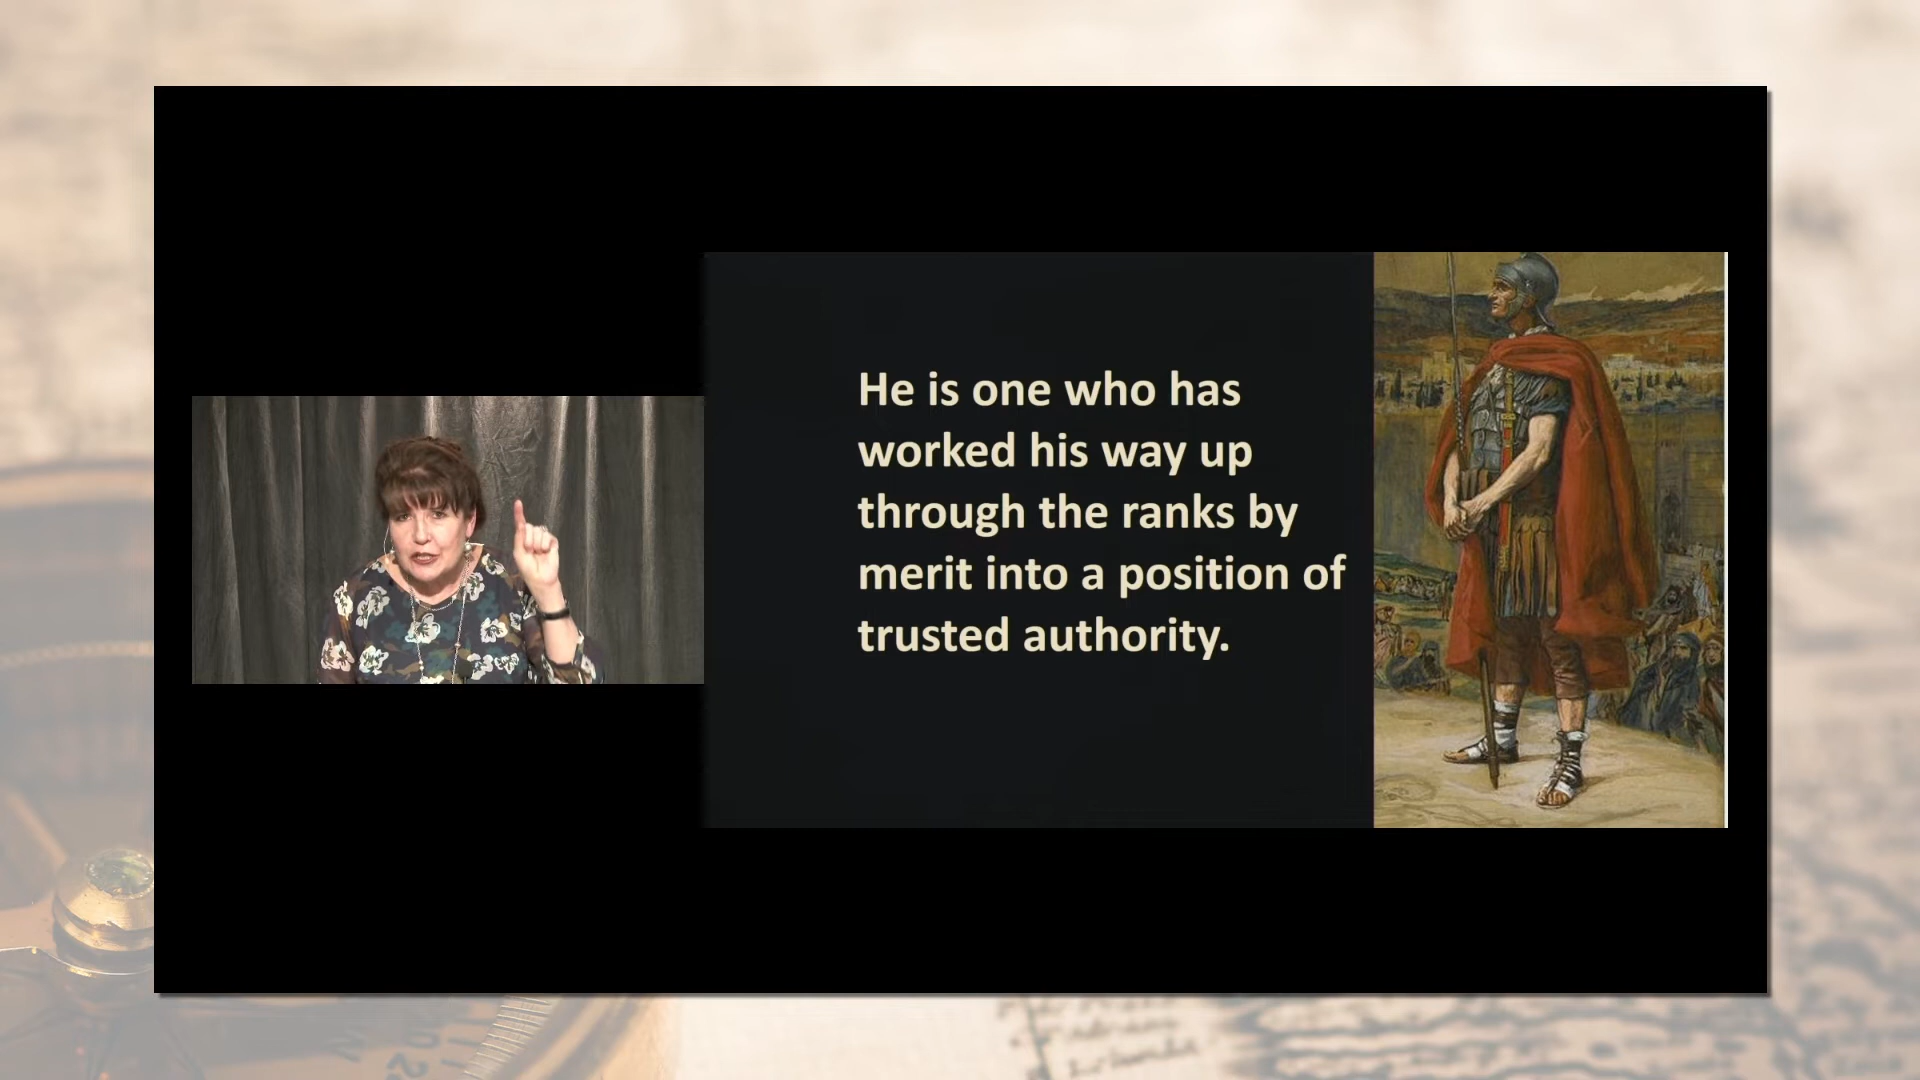 He is one who has
worked his way up
through the ranks by
merit into a position of
trusted authority.